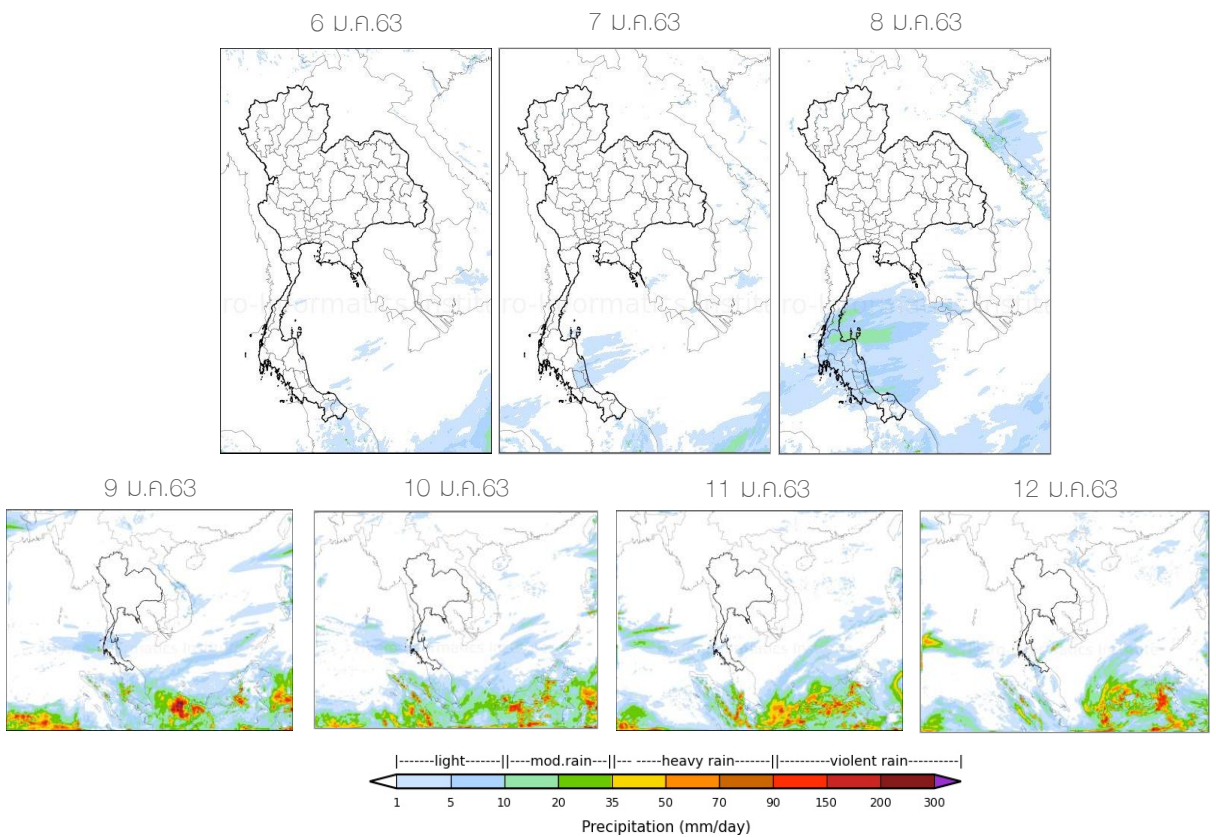 6 ม.ค.63
7 ม.ค.63
8 ม.ค.63
9 ม.ค.63
10 ม.ค.63
11 ม.ค.63
12 ม.ค.63
|------light-------||---mod.rain---||--- -----heavy rain--------||---------violent rain---------|
1 5 10 20 35 50 70 90 150 200 300
Precipitation (mm/day)